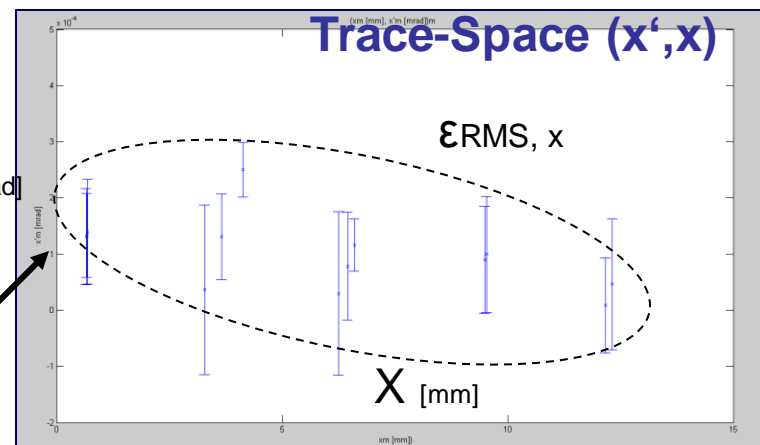 (xm [mm], x'm [mrad])m
Trace-Space (x‘,x)
x 10⁻⁴
5
4
3
2
1
0
-1
-2
εRMS, x
ad]
x'm [mrad]
X [mm]
0
5
10
15
xm [mm])